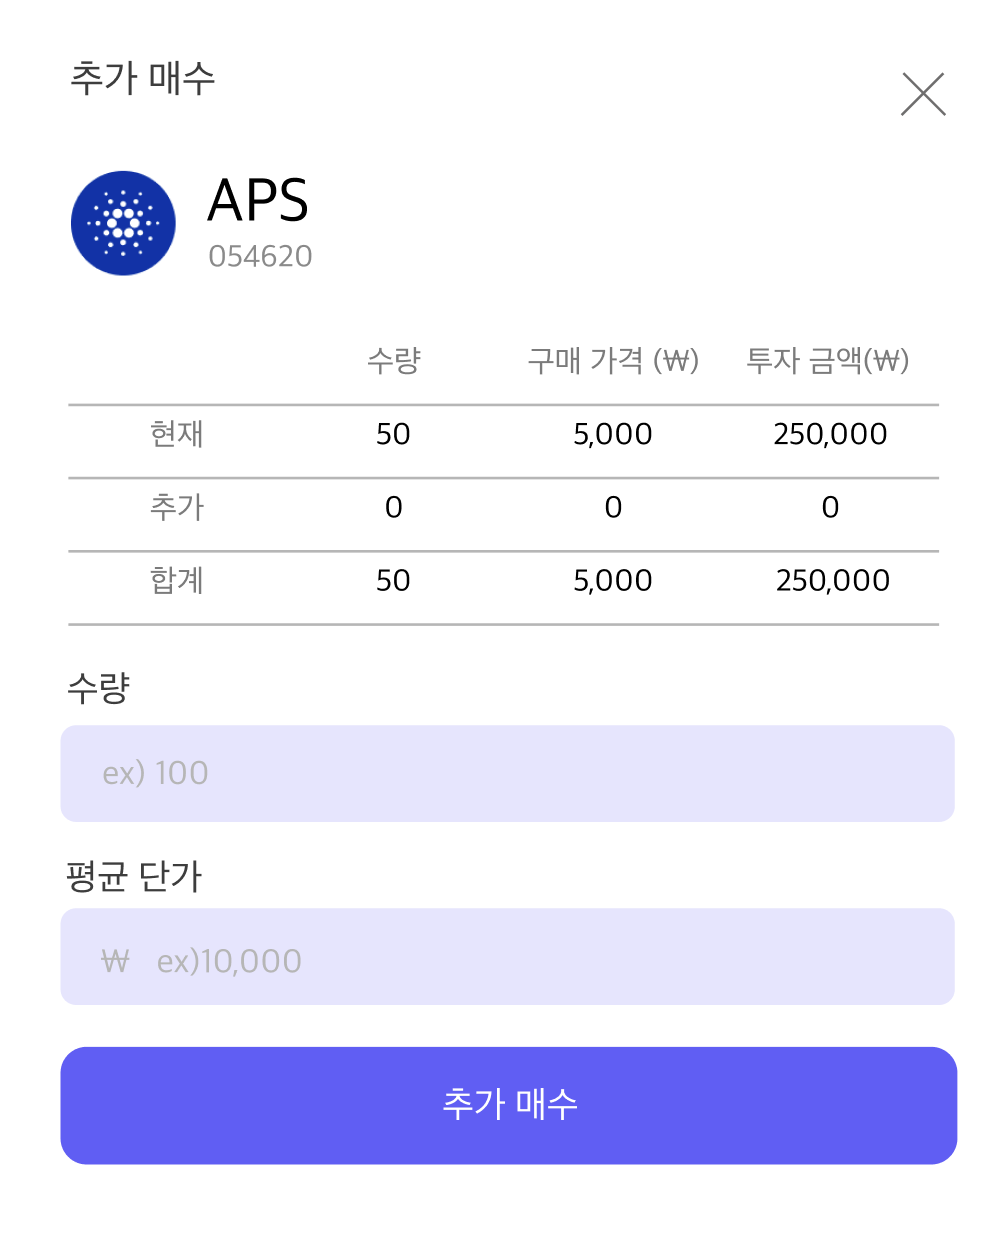 추가 매수
APS
054620
수량 구매 가격 (₩) 투자 금액(₩)
현재 50 5,000 250,000
추가 0 0 0
합계 50 5,000 250,000
수량
ex) 100
평균 단가
₩ ex)10,000
추가 매수